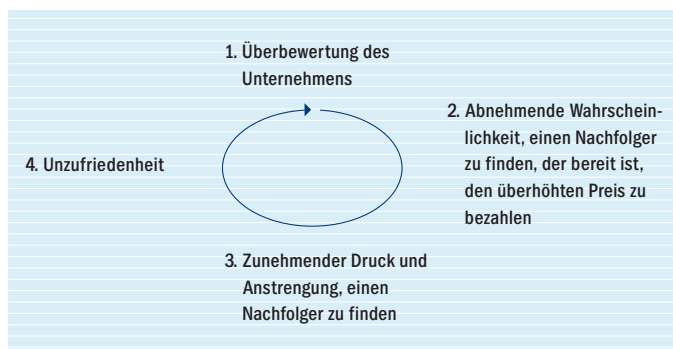 1. Überbewertung des
Unternehmens
2. Abnehmende Wahrschein-
lichkeit, einen Nachfolger
zu finden, der bereit ist,
den überhöhten Preis zu
bezahlen
3. Zunehmender Druck und
Anstrengung, einen
Nachfolger zu finden
4. Unzufriedenheit